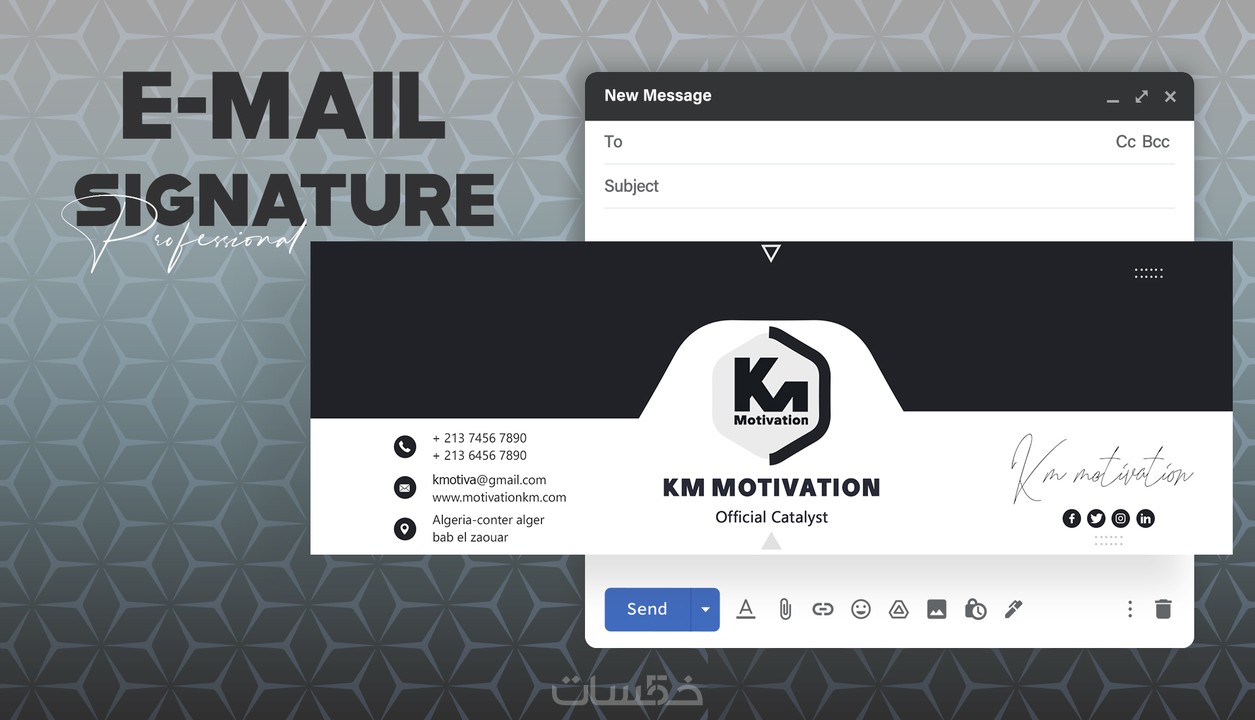 E-MAIL
SIGNATURE
Professional
New Message
To
Cc Bcc
Subject
KM
Motivation
KM MOTIVATION
Official Catalyst
+ 213 7456 7890
+ 213 6456 7890
kmotiva@gmail.com
www.motivationkm.com
Algeria-conter alger
bab el zaouar
Km motivation
Send
خمسات